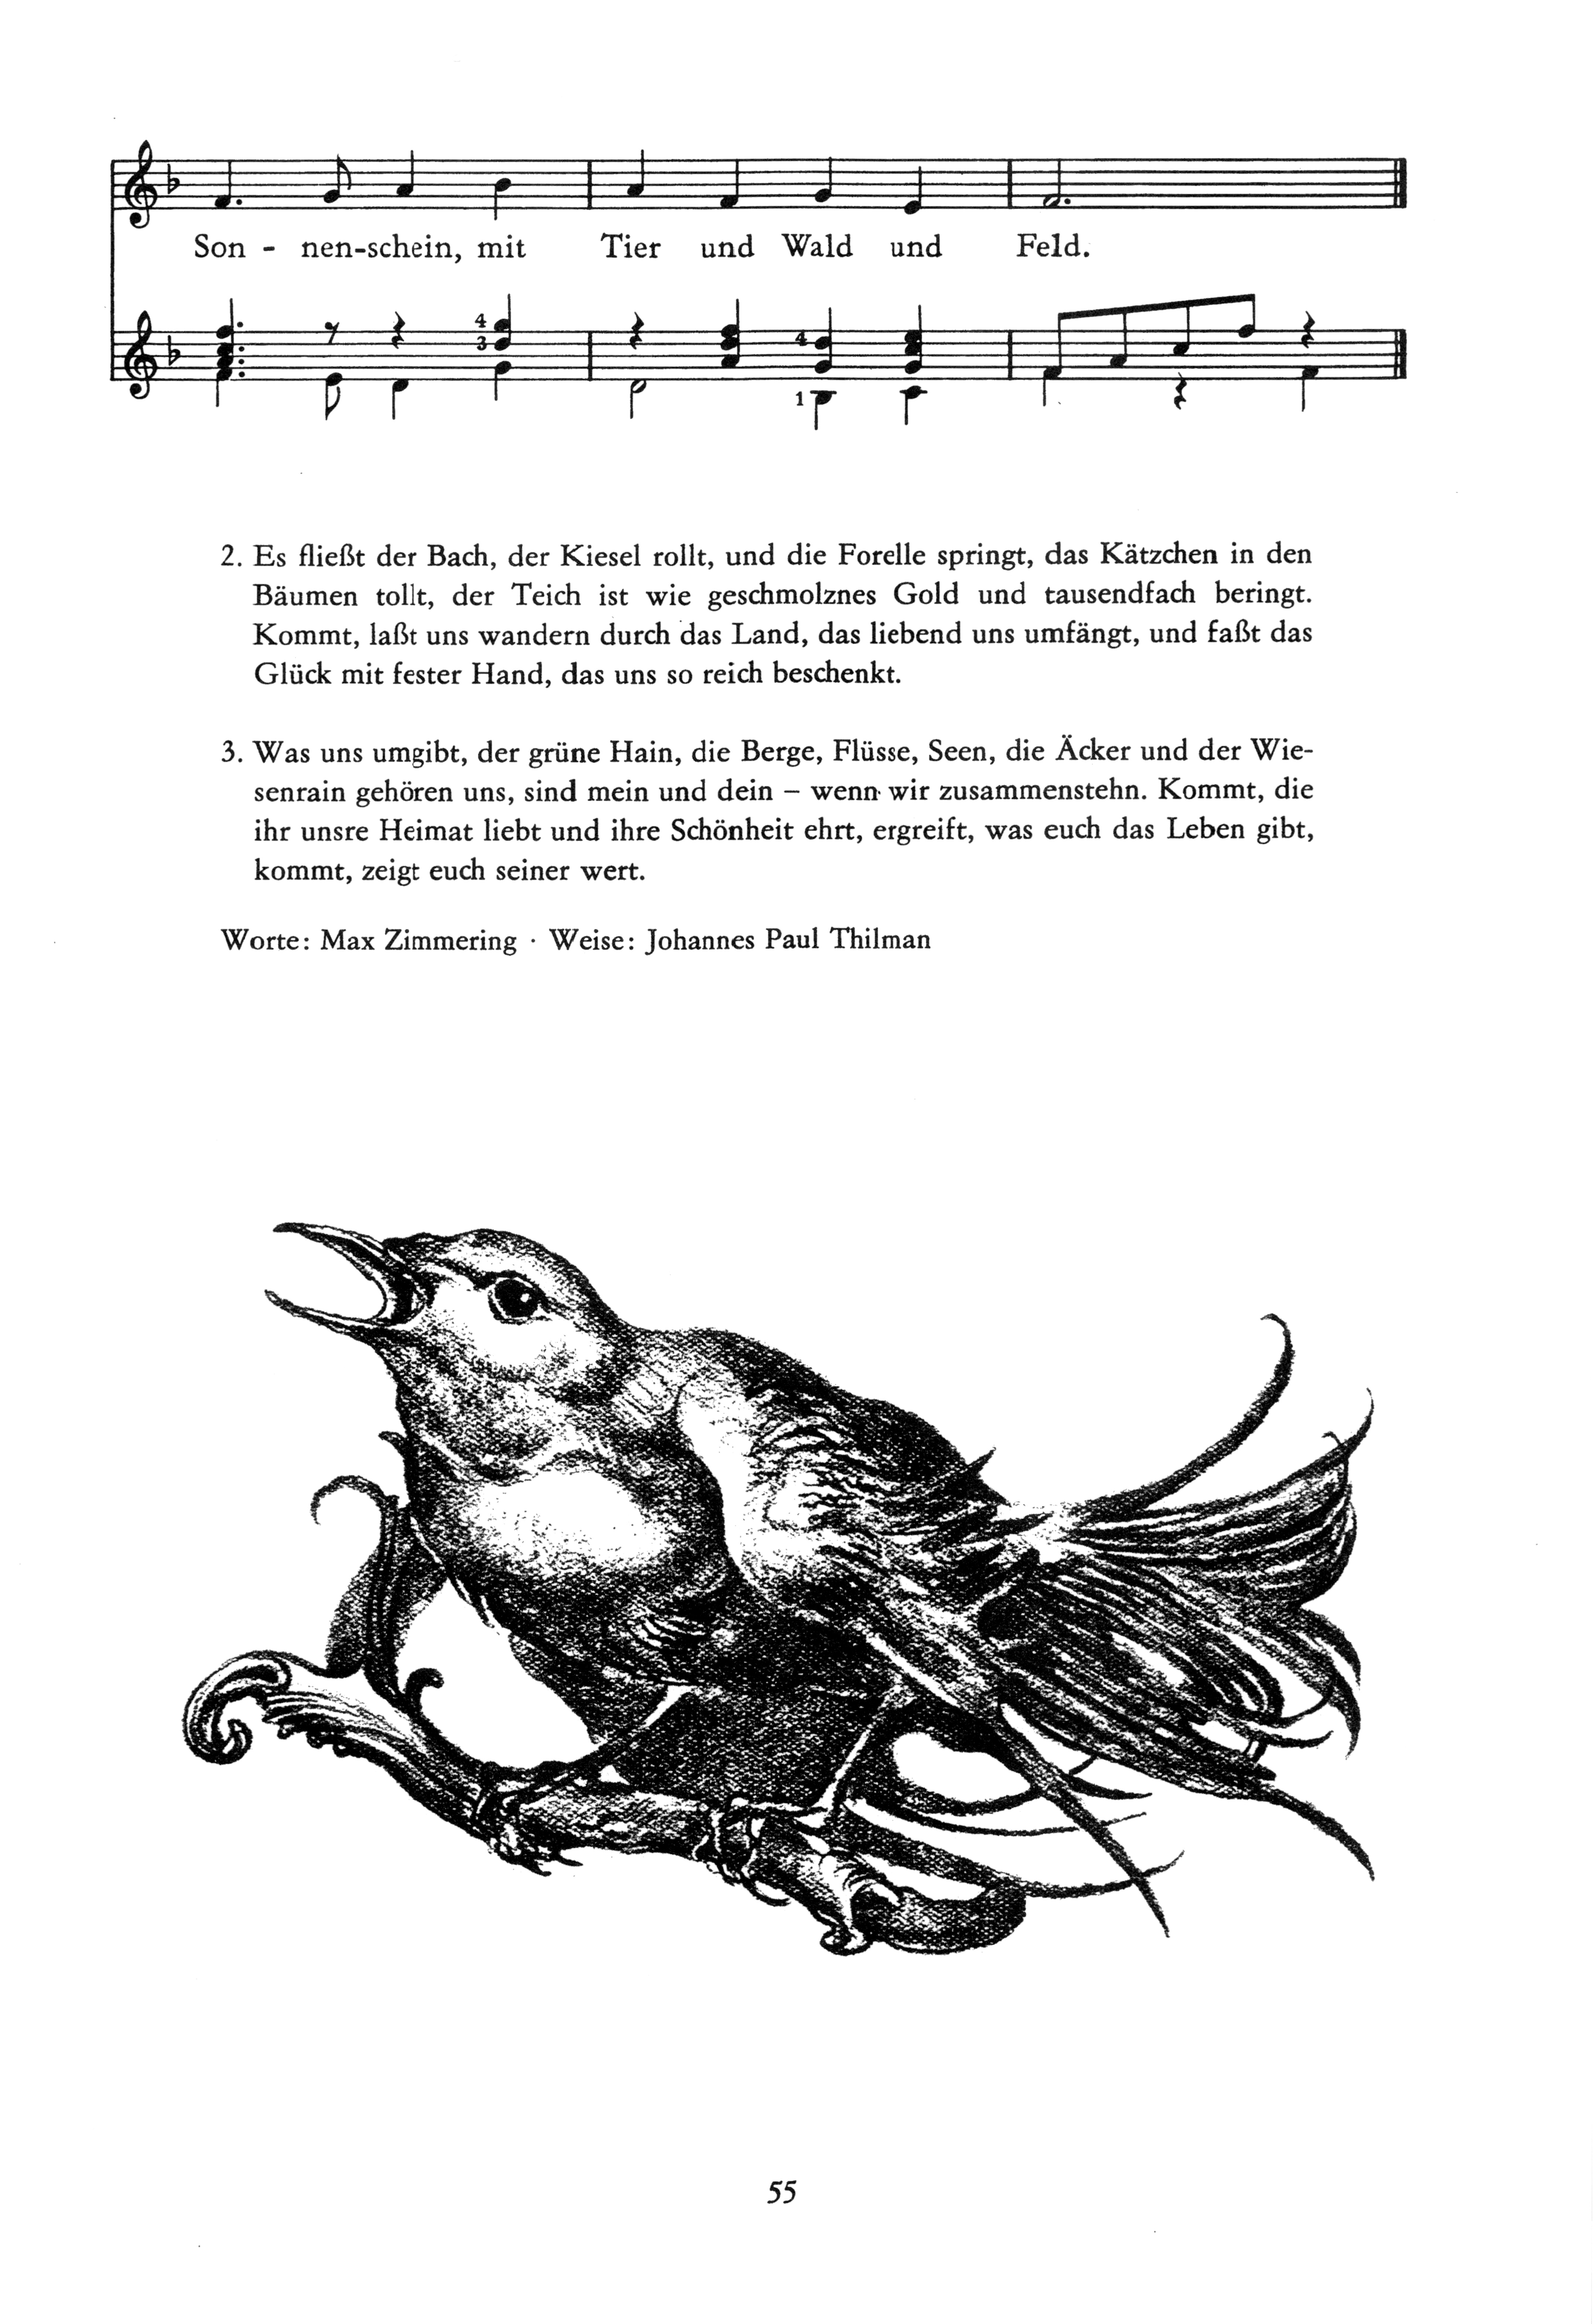 Son - nen-schein, mit Tier und Wald und Feld.
4
3
4
1
2. Es fließt der Bach, der Kiesel rollt, und die Forelle springt, das Kätzchen in den
Bäumen tollt, der Teich ist wie geschmolznes Gold und tausendfach beringt.
Kommt, laßt uns wandern durch das Land, das liebend uns umfängt, und faßt das
Glück mit fester Hand, das uns so reich beschenkt.
3. Was uns umgibt, der grüne Hain, die Berge, Flüsse, Seen, die Äcker und der Wie-
senrain gehören uns, sind mein und dein – wenn wir zusammenstehn. Kommt, die
ihr unsre Heimat liebt und ihre Schönheit ehrt, ergreift, was euch das Leben gibt,
kommt, zeigt euch seiner wert.
Worte: Max Zimmering · Weise: Johannes Paul Thilman
55